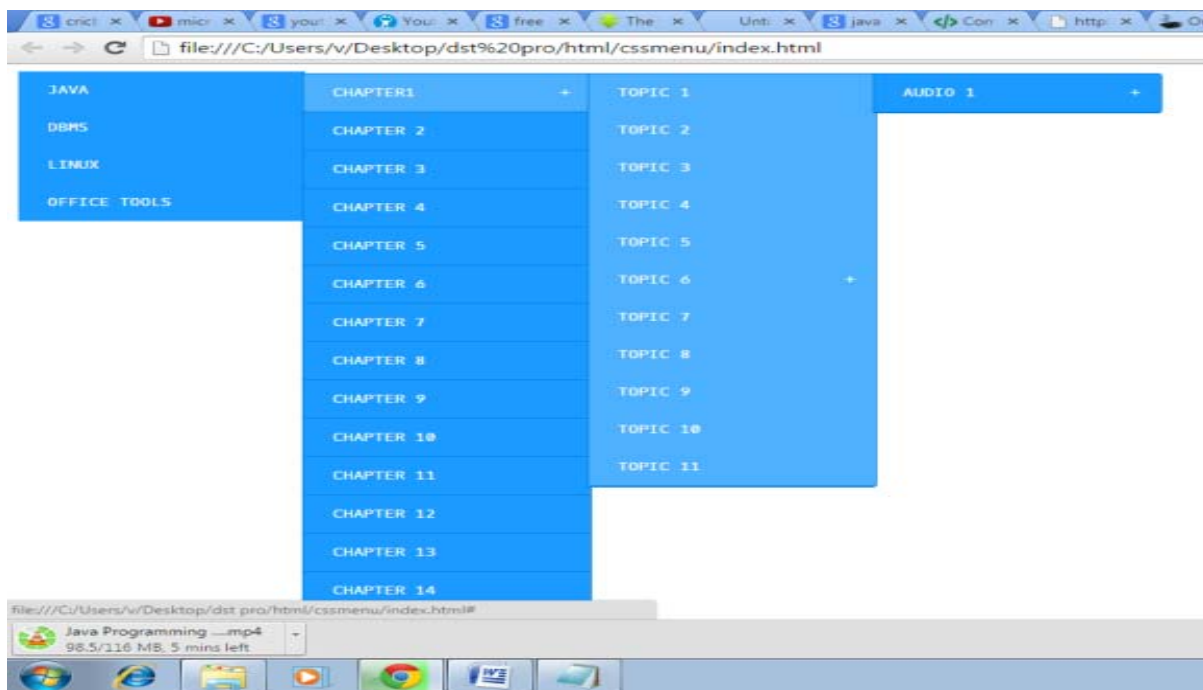 cricl
micr
your
You
free
The
Unti
java
Con
http
file:///C:/Users/v/Desktop/dst%20pro/html/cssmenu/index.html
JAVA
DBMS
LINUX
OFFICE TOOLS
CHAPTER1 +
CHAPTER 2
CHAPTER 3
CHAPTER 4
CHAPTER 5
CHAPTER 6
CHAPTER 7
CHAPTER 8
CHAPTER 9
CHAPTER 10
CHAPTER 11
CHAPTER 12
CHAPTER 13
CHAPTER 14
TOPIC 1
TOPIC 2
TOPIC 3
TOPIC 4
TOPIC 5
TOPIC 6 +
TOPIC 7
TOPIC 8
TOPIC 9
TOPIC 10
TOPIC 11
AUDIO 1 +
file:///C:/Users/v/Desktop/dst pro/html/cssmenu/index.html#
Java Programming ....mp4
98.5/116 MB, 5 mins left